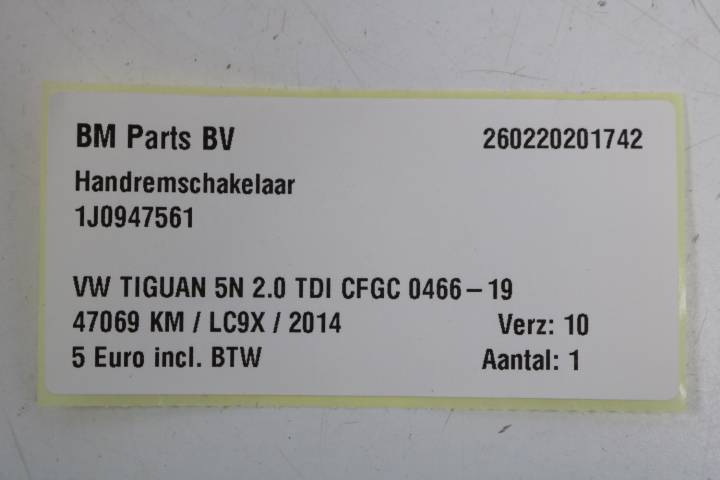 BM Parts BV 260220201742
Handremschakelaar
1J0947561
VW TIGUAN 5N 2.0 TDI CFGC 0466-19
47069 KM / LC9X / 2014 Verz: 10
5 Euro incl. BTW Aantal: 1